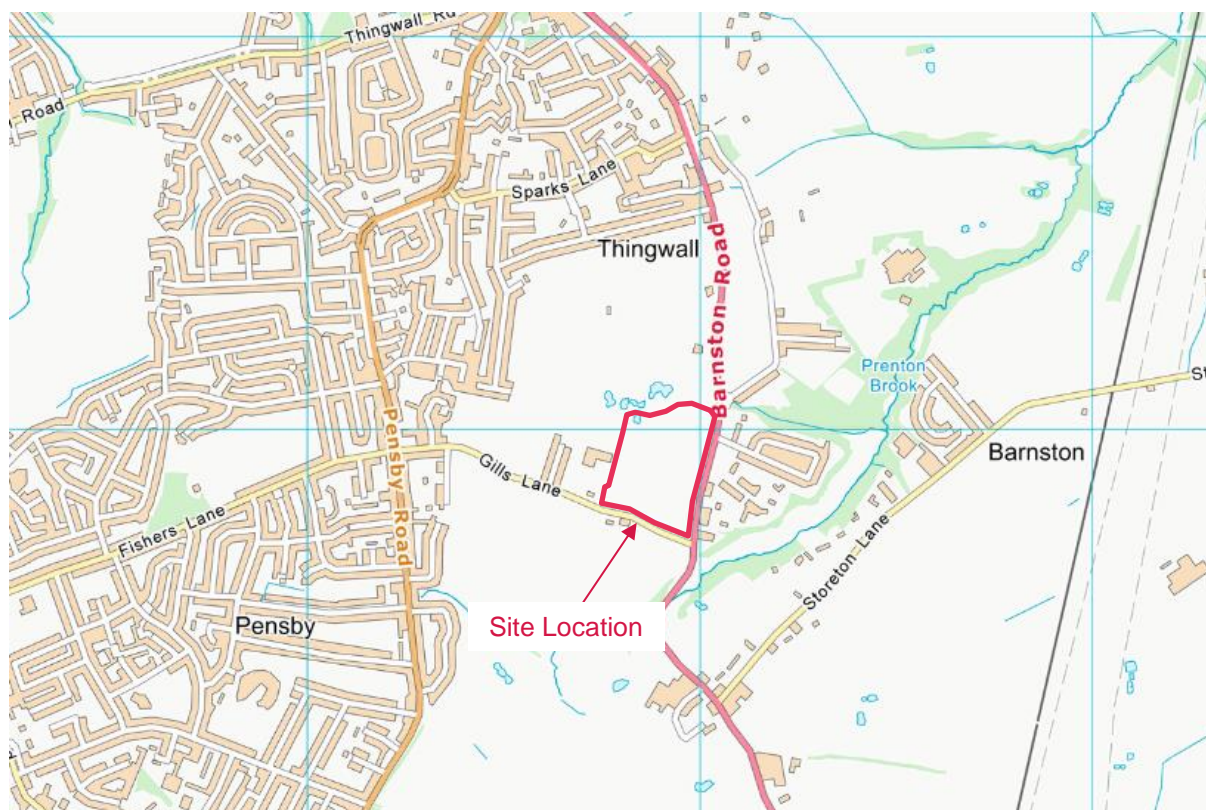 Thingwall Rd
Road
Sparks Lane
Thingwall
Barnston Road
Prenton
Brook
St
Barnston
Pensby Road
Gills Lane
Fishers Lane
Storeton Lane
Site Location
Pensby